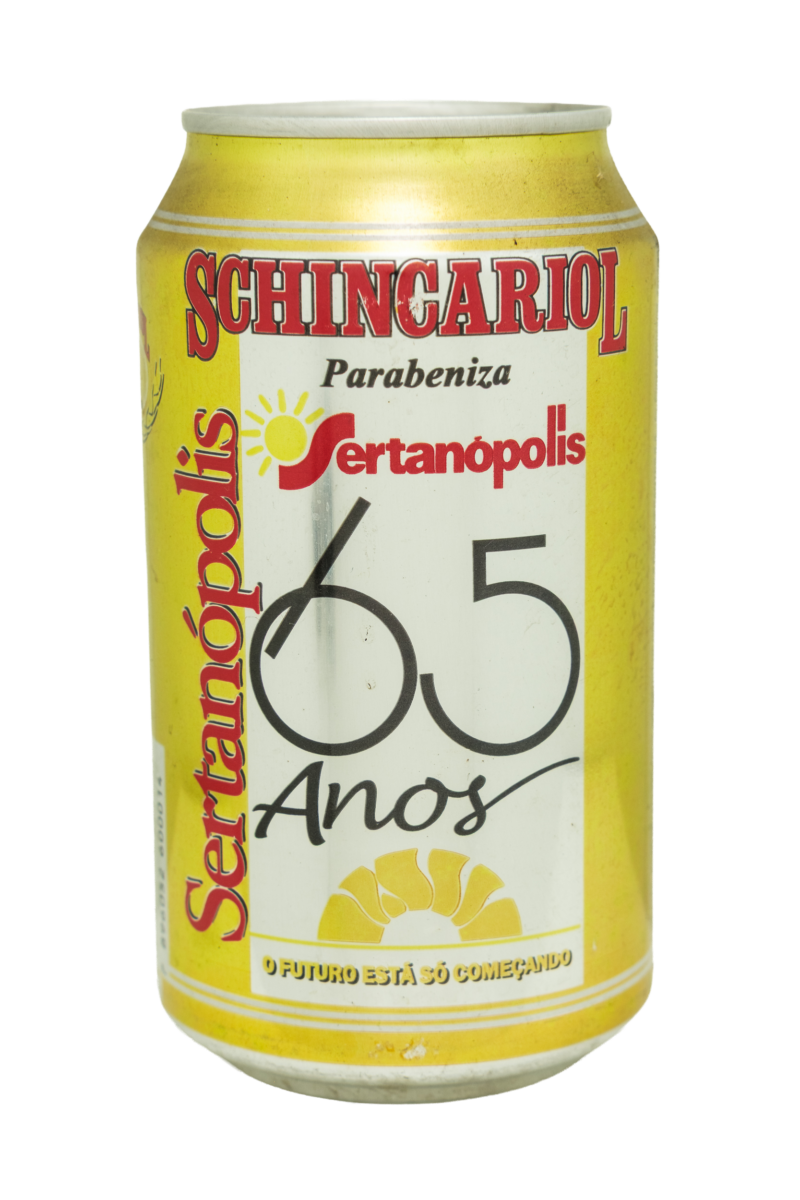 SCHINCARIOL
Parabeniza
Sertanópolis
65
Anos
O FUTURO ESTÁ SÓ COMEÇANDO
Sertanópolis